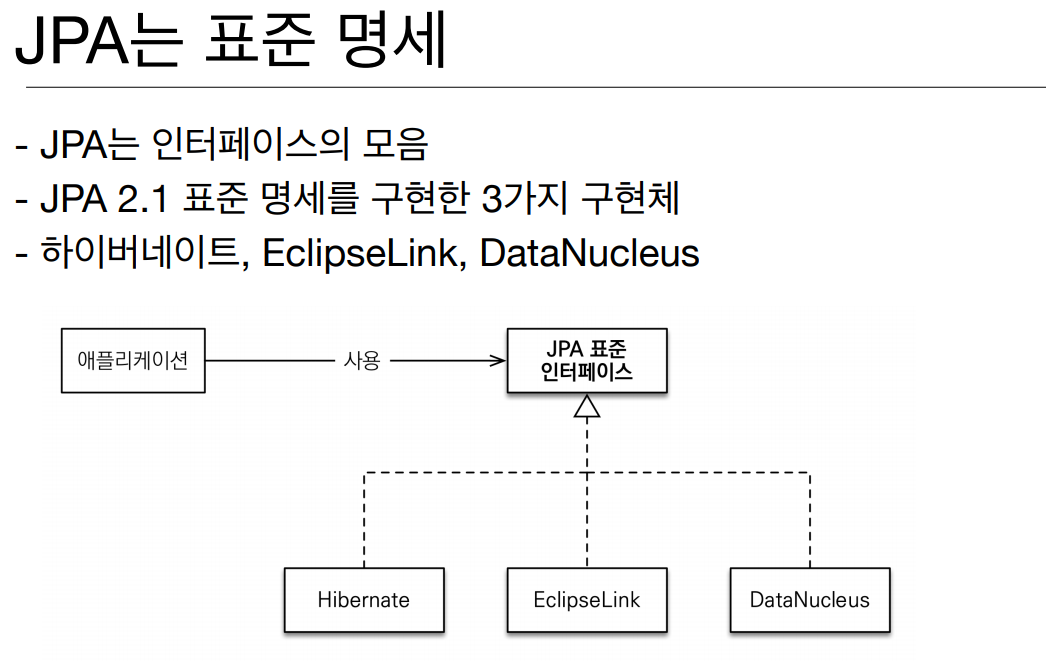 JPA는 표준 명세
- JPA는 인터페이스의 모음
- JPA 2.1 표준 명세를 구현한 3가지 구현체
- 하이버네이트, EclipseLink, DataNucleus
애플리케이션
사용
JPA 표준
인터페이스
Hibernate
EclipseLink
DataNucleus